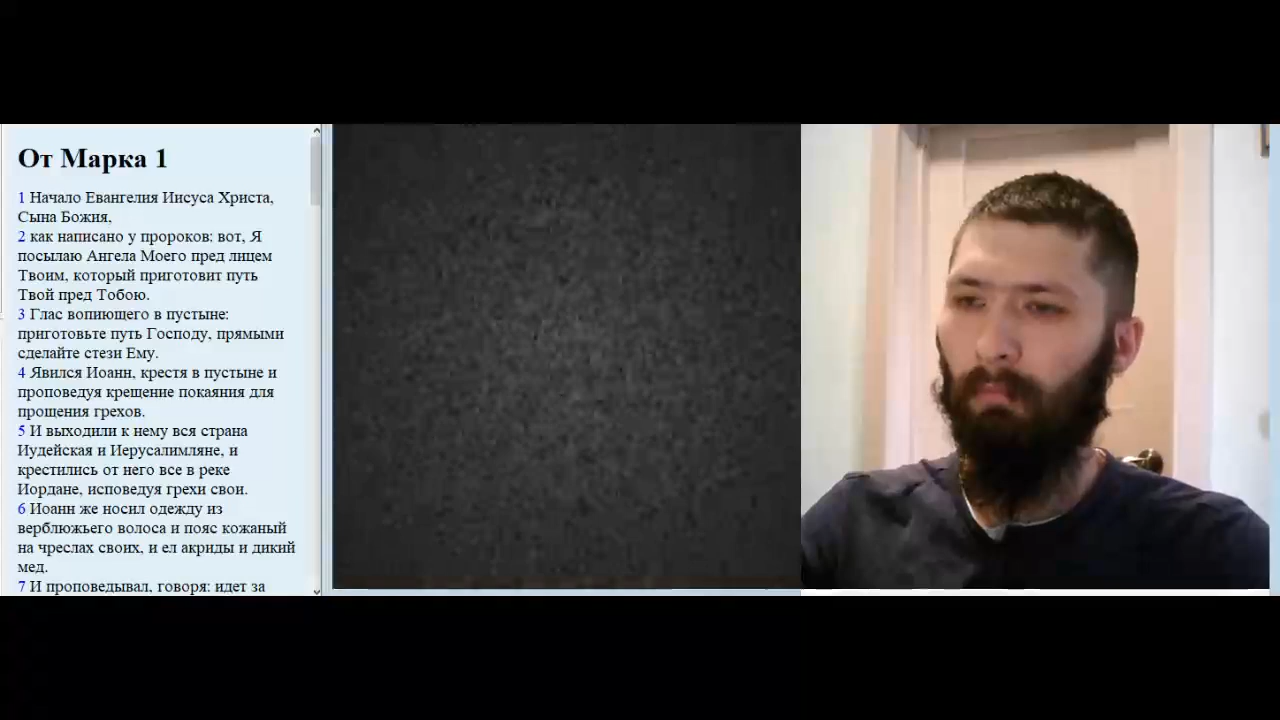 От Марка 1
1 Начало Евангелия Иисуса Христа,
Сына Божия,
2 как написано у пророков: вот, Я
посылаю Ангела Моего пред лицем
Твоим, который приготовит путь
Твой пред Тобою.
3 Глас вопиющего в пустыне:
приготовьте путь Господу, прямыми
сделайте стези Ему.
4 Явился Иоанн, крестя в пустыне и
проповедуя крещение покаяния для
прощения грехов.
5 И выходили к нему вся страна
Иудейская и Иерусалимляне, и
крестились от него все в реке
Иордане, исповедуя грехи свои.
6 Иоанн же носил одежду из
верблюжьего волоса и пояс кожаный
на чреслах своих, и ел акриды и дикий
мед.
7 И проповедывал, говоря: идет за